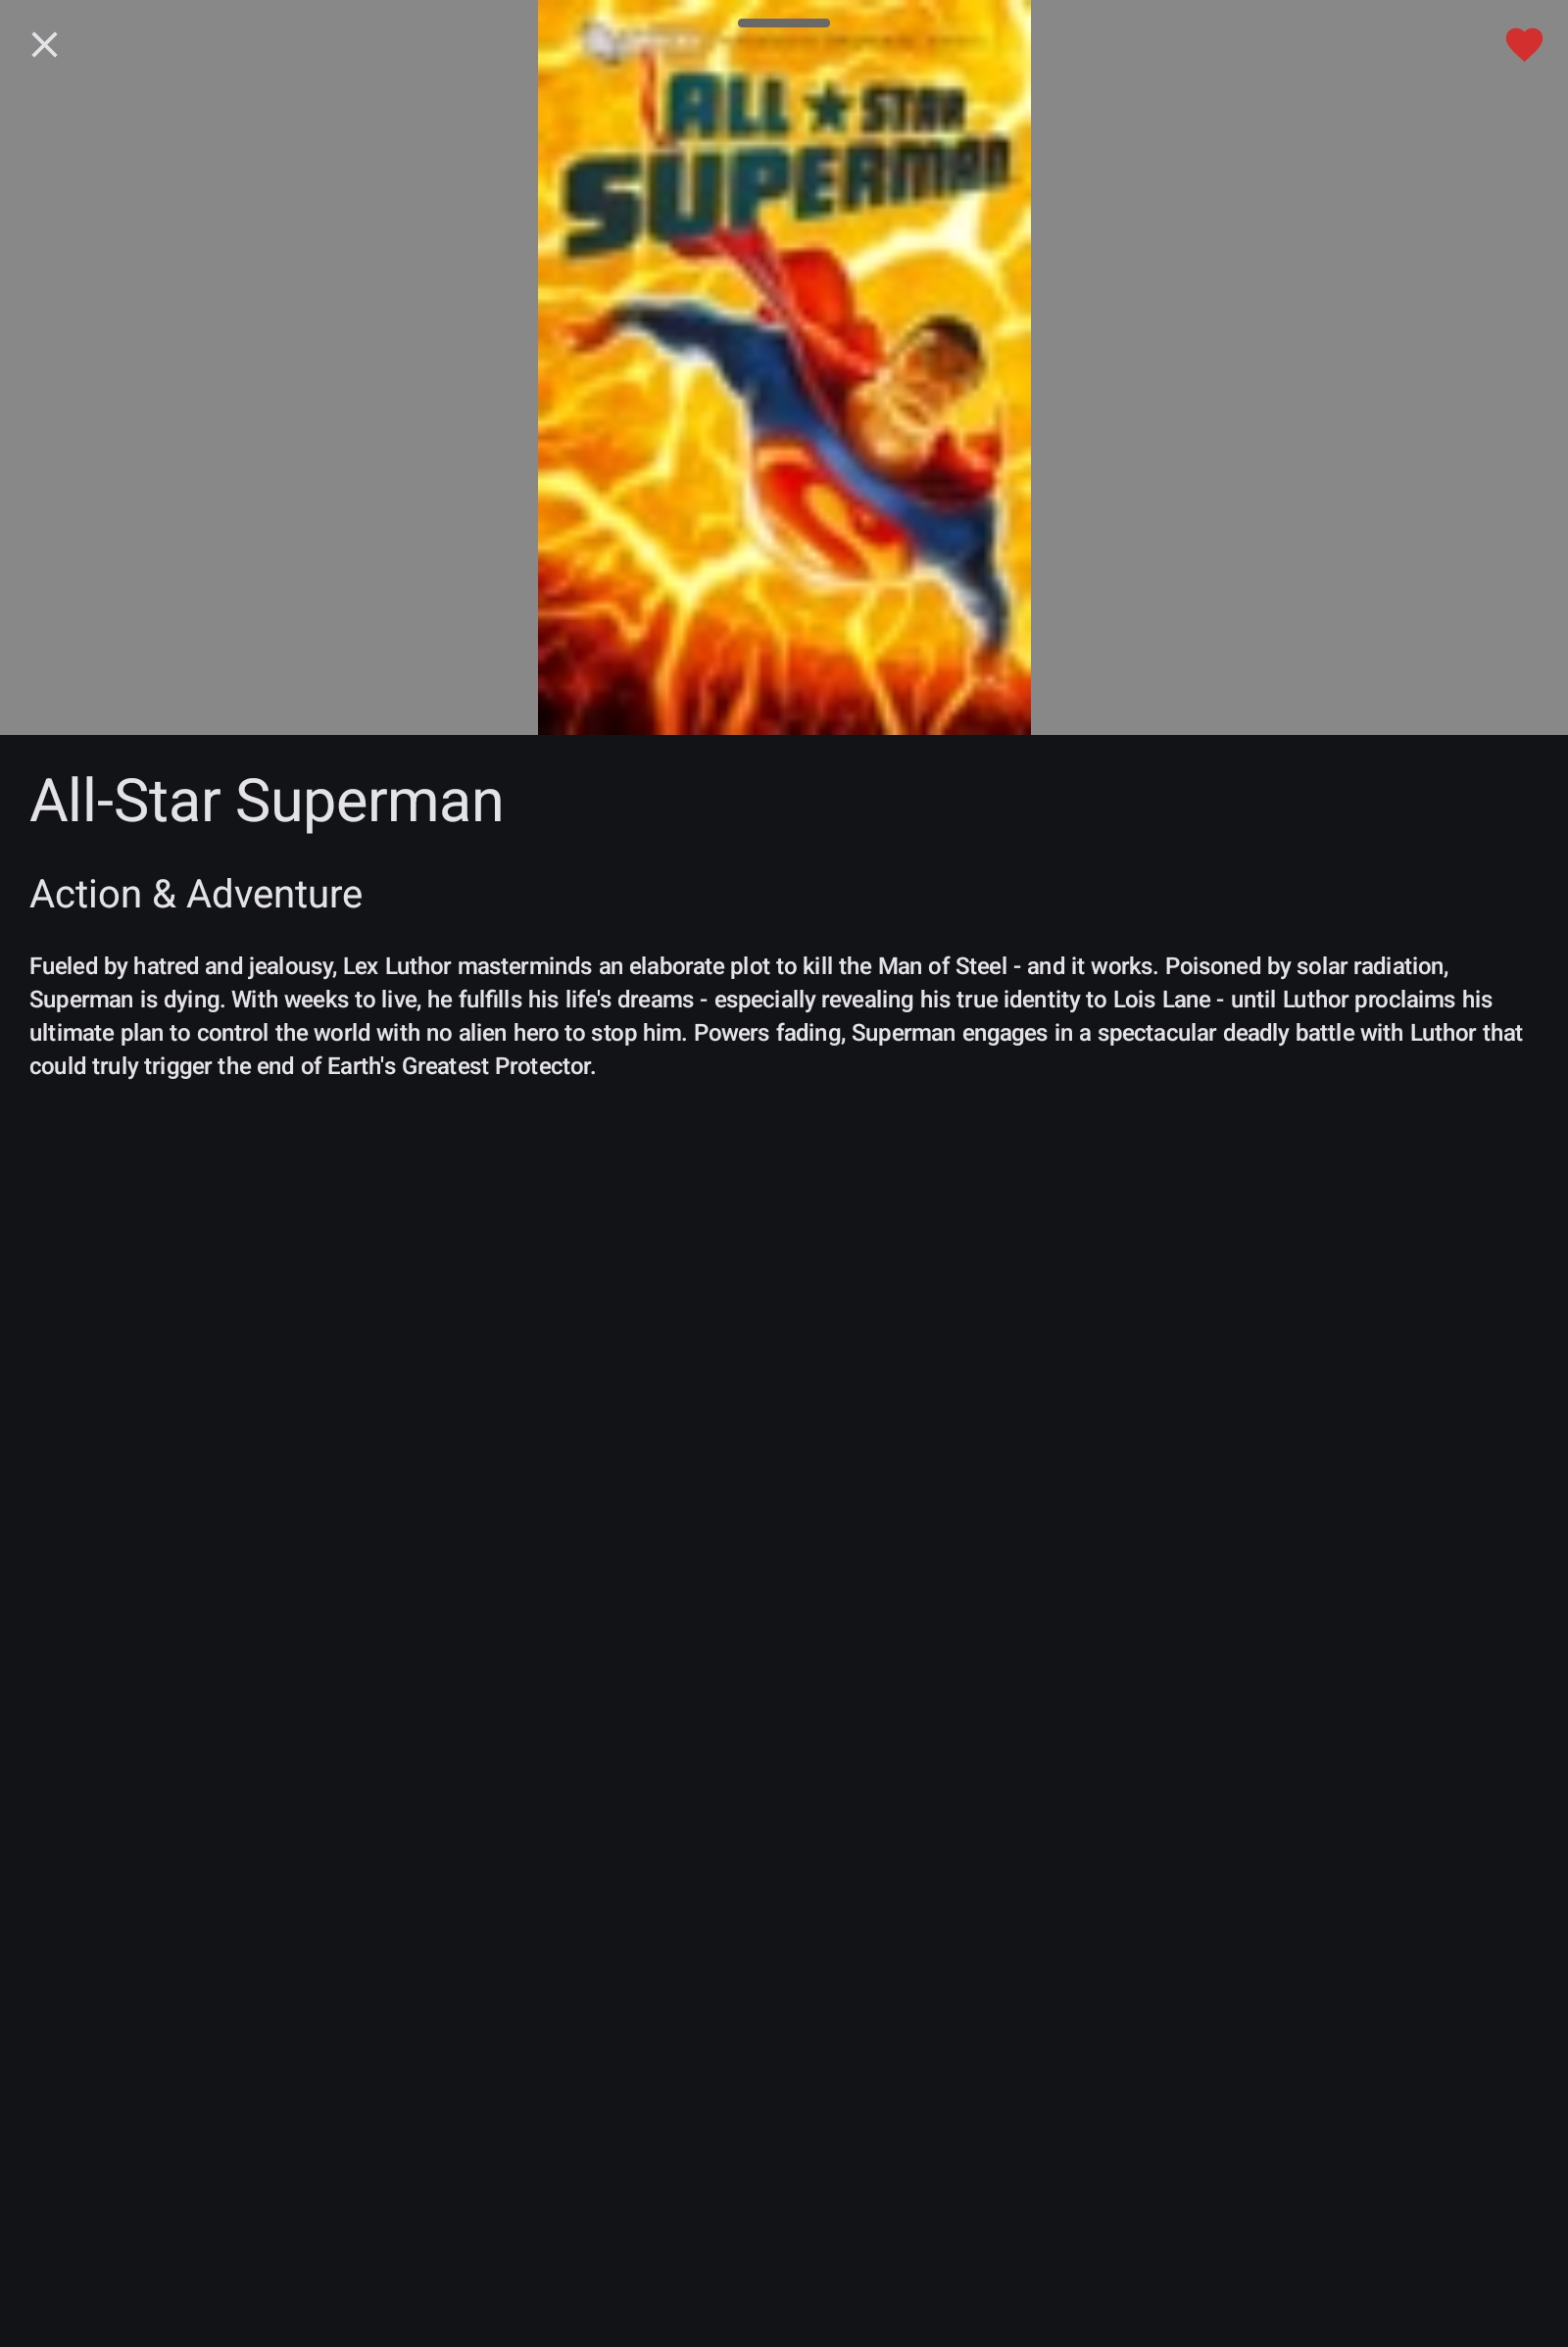 ALL ★ STAR
SUPERMAN
All-Star Superman
Action & Adventure
Fueled by hatred and jealousy, Lex Luthor masterminds an elaborate plot to kill the Man of Steel - and it works. Poisoned by solar radiation,
Superman is dying. With weeks to live, he fulfills his life's dreams - especially revealing his true identity to Lois Lane - until Luthor proclaims his
ultimate plan to control the world with no alien hero to stop him. Powers fading, Superman engages in a spectacular deadly battle with Luthor that
could truly trigger the end of Earth's Greatest Protector.